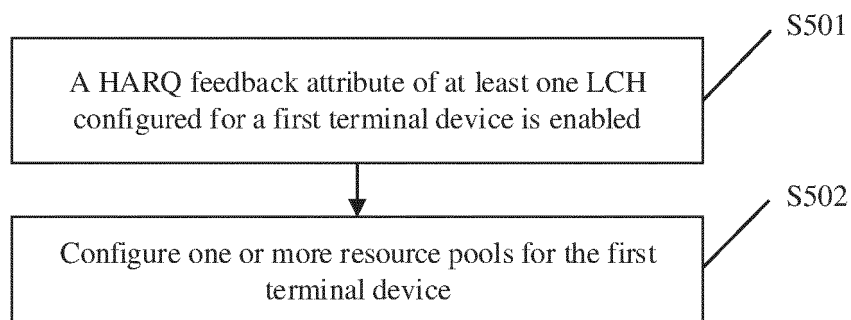 S501
A HARQ feedback attribute of at least one LCH
configured for a first terminal device is enabled
S502
Configure one or more resource pools for the first
terminal device